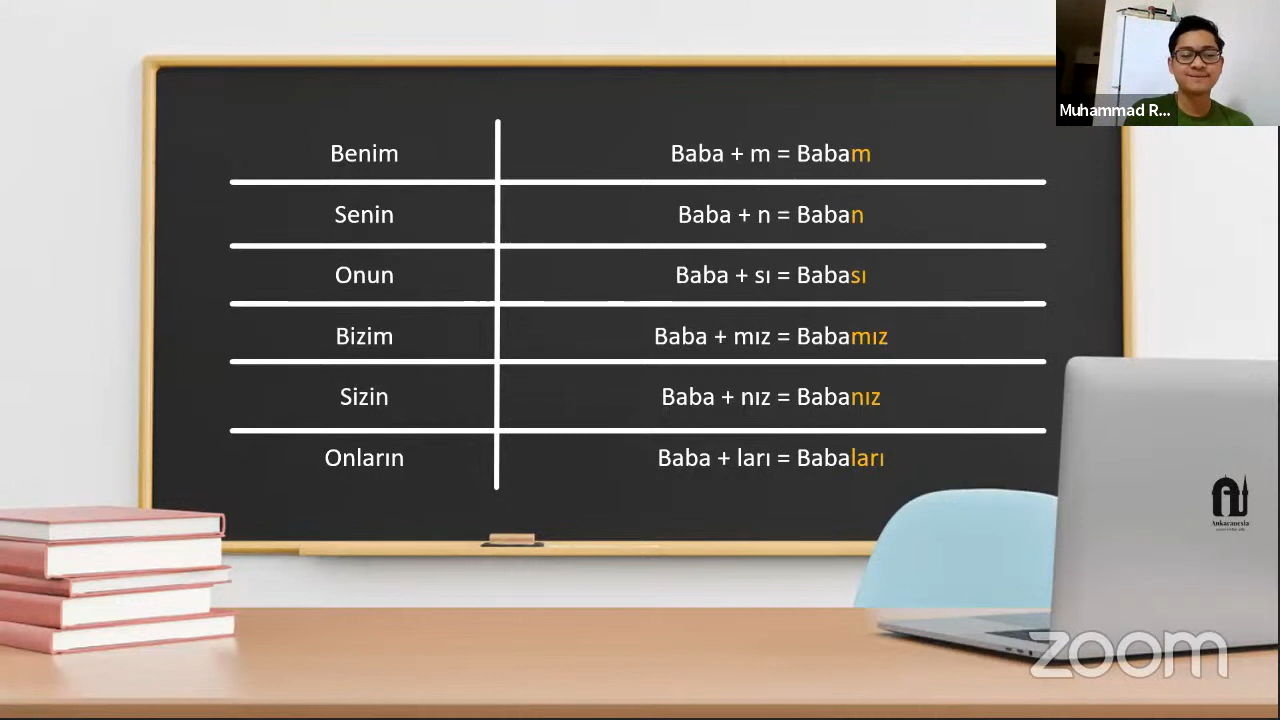 Muhammad R...
Benim
Baba + m = Babam
Senin
Baba + n = Baban
Onun
Baba + sı = Babası
Bizim
Baba + mız = Babamız
Sizin
Baba + nız = Babanız
Onların
Baba + ları = Babaları
Ankaranesia
zoom